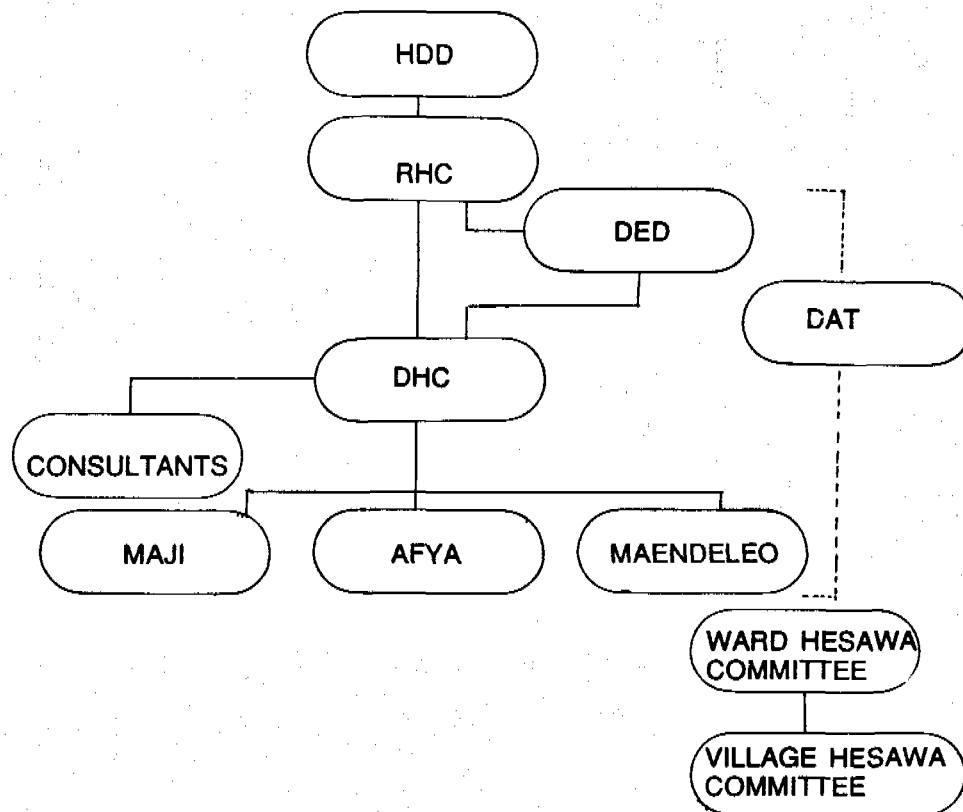 HDD
RHC
DED
DAT
DHC
CONSULTANTS
MAJI
AFYA
MAENDELEO
WARD HESAWA
COMMITTEE
VILLAGE HESAWA
COMMITTEE